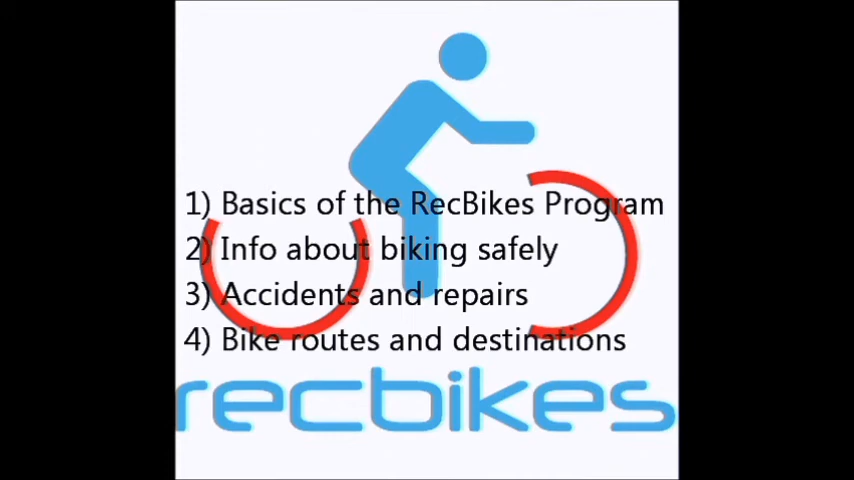 1) Basics of the RecBikes Program
2) Info about biking safely
3) Accidents and repairs
4) Bike routes and destinations
recbikes